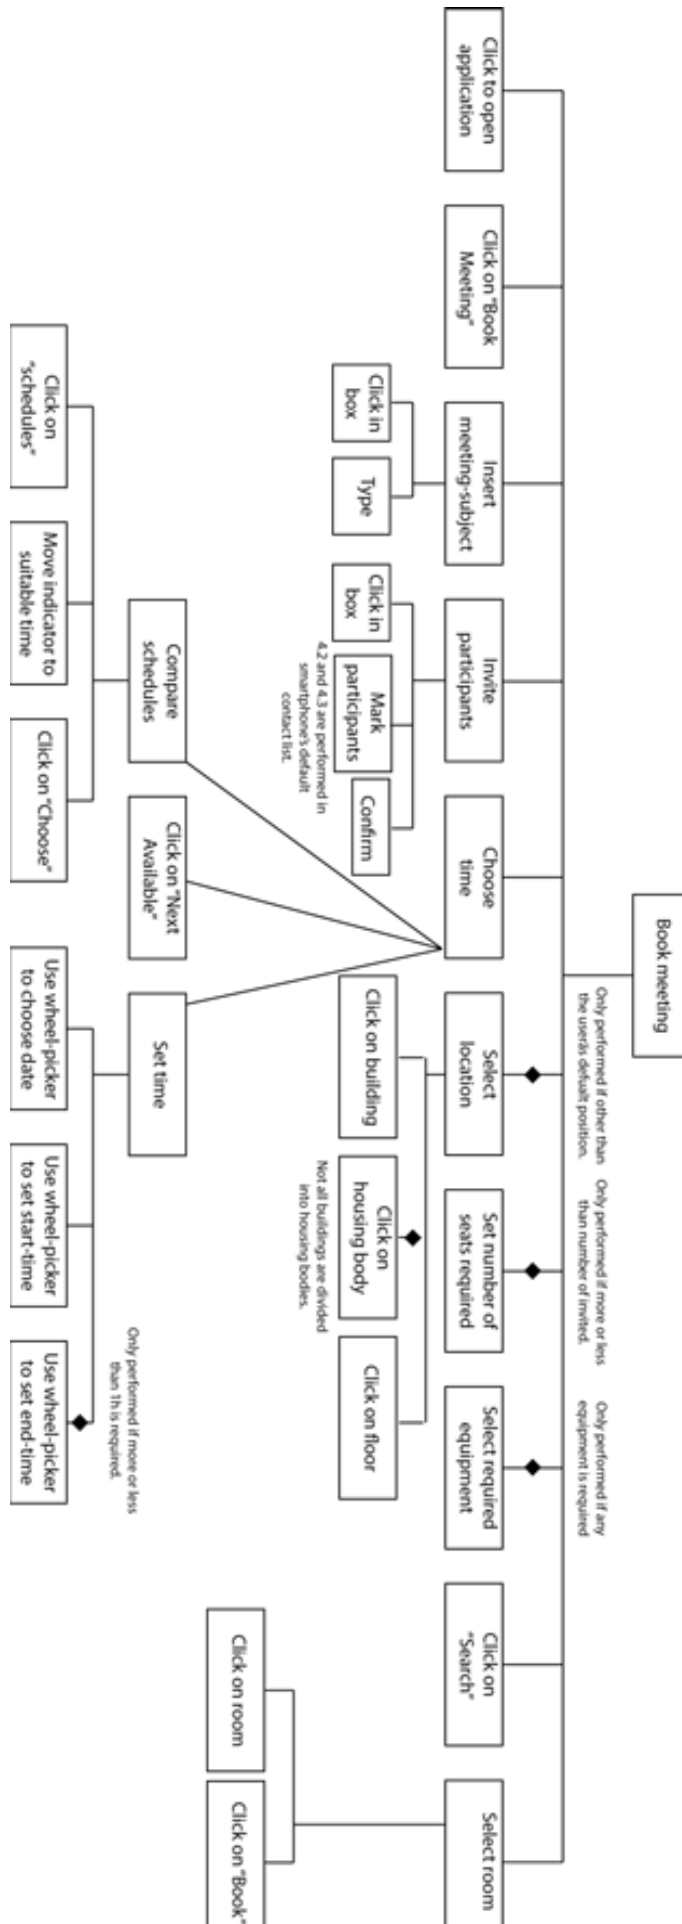 Book meeting
Only performed if other than
the userás defualt position.
Only performed if more or less
than number of invited.
Only performed if any
equipment is required
Click to open
application
Click on "Book
Meeting"
Insert
meeting-subject
Invite
participants
Choose
time
Select
location
Set number of
seats required
Select required
equipment
Click on
"Search"
Select room
Click in
box
Type
Click in
box
Mark
participants
Confirm
4.2 and 4.3 are performed in
smartphone's default
contact list.
Click on building
Click on
housing body
Click on floor
Not all buildings are divided
into housing bodies.
Click on room
Click on "Book"
Compare
schedules
Click on "Next
Available"
Set time
Only performed if more or less
than 1h is required.
Click on
"schedules"
Move indicator to
suitable time
Click on "Choose"
Use wheel-picker
to choose date
Use wheel-picker
to set start-time
Use wheel-picker
to set end-time